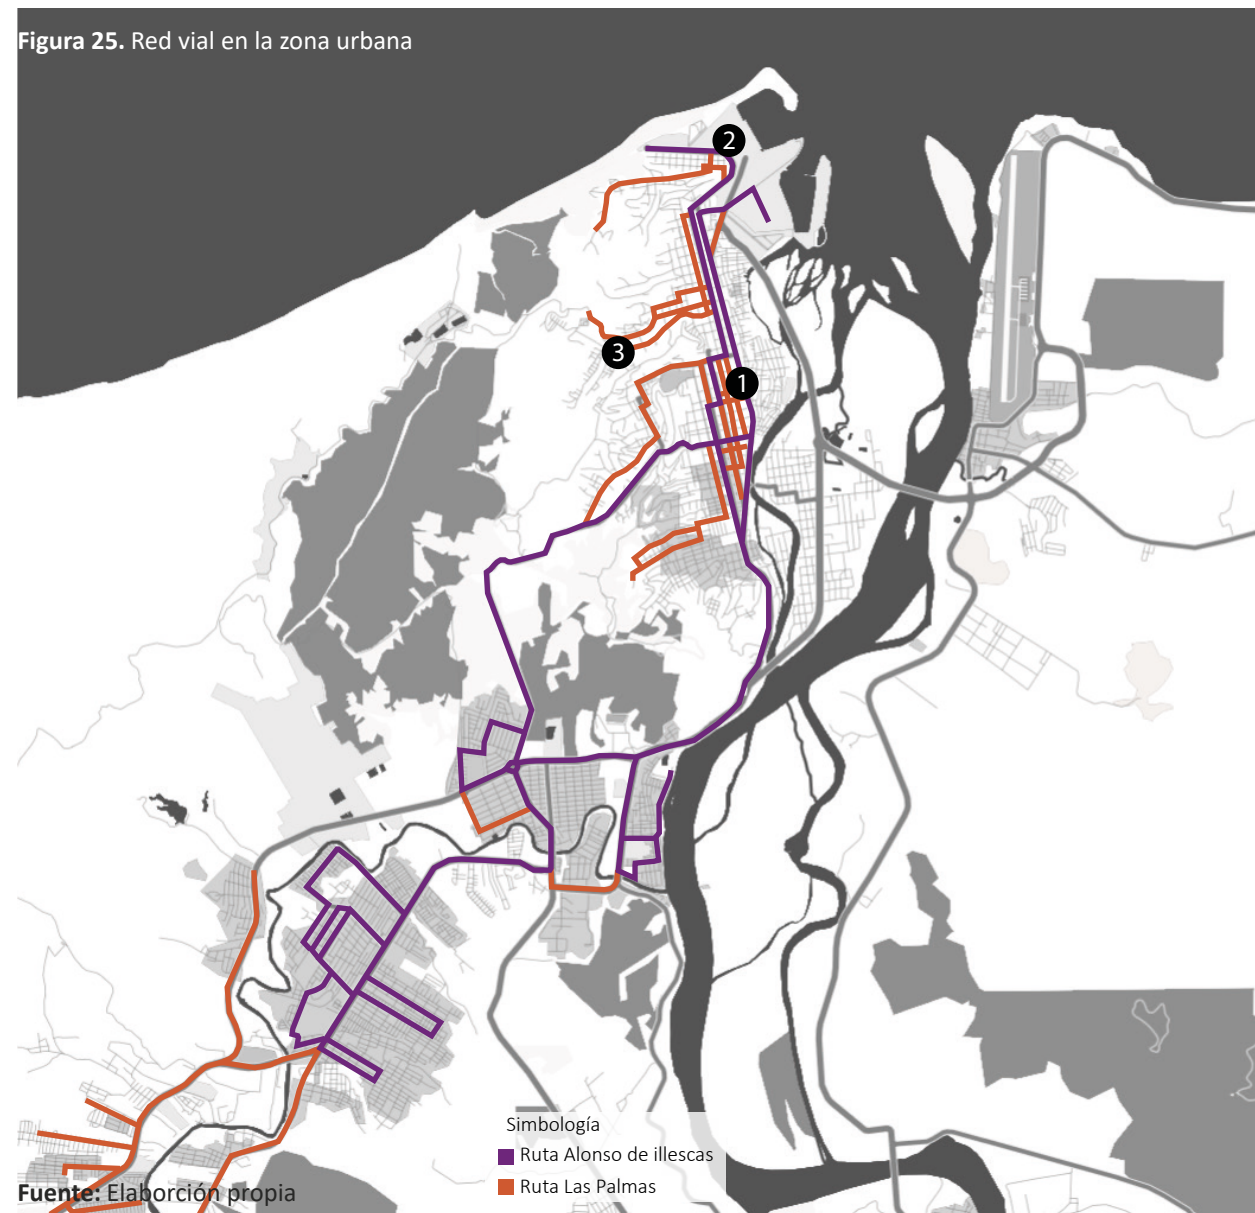 Figura 25. Red vial en la zona urbana
2
3
1
Simbología
Ruta Alonso de illescas
Ruta Las Palmas
Fuente: Elaborción propia